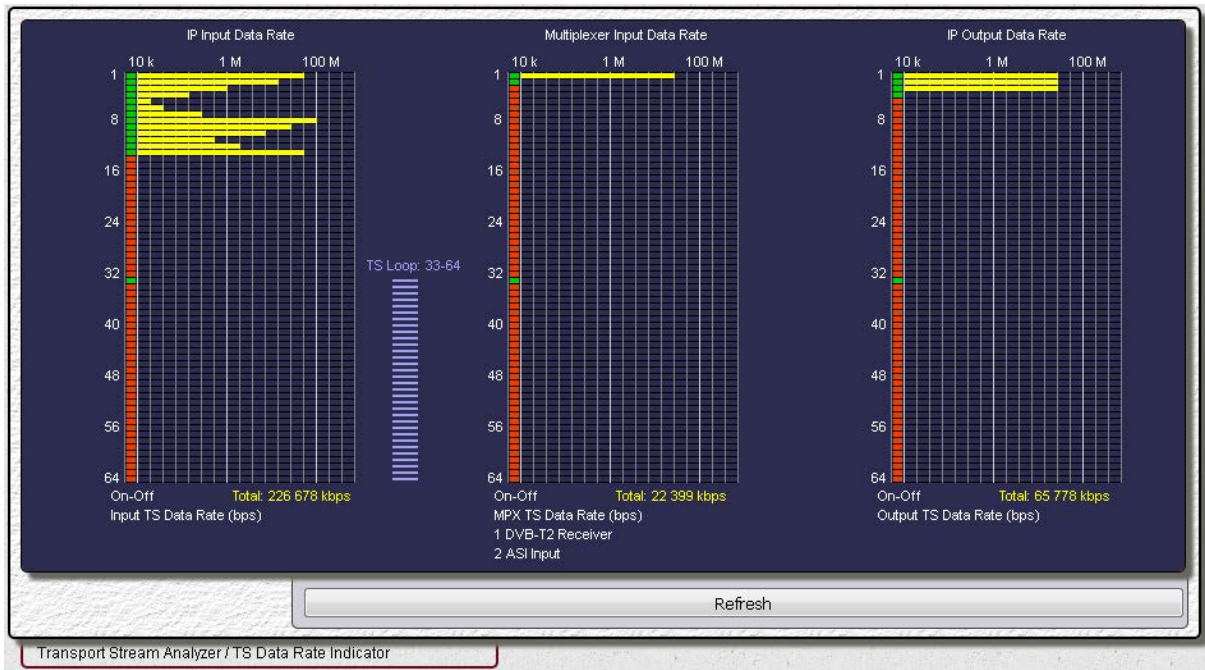 IP Input Data Rate
10 k 1 M 100 M
1
8
16
24
32
40
48
56
64
On-Off Total: 226 678 kbps
Input TS Data Rate (bps)
TS Loop: 33-64
Multiplexer Input Data Rate
10 k 1 M 100 M
1
8
16
24
32
40
48
56
64
On-Off Total: 22 399 kbps
MPX TS Data Rate (bps)
1 DVB-T2 Receiver
2 ASI Input
IP Output Data Rate
10 k 1 M 100 M
1
8
16
24
32
40
48
56
64
On-Off Total: 65 778 kbps
Output TS Data Rate (bps)
Refresh
Transport Stream Analyzer / TS Data Rate Indicator